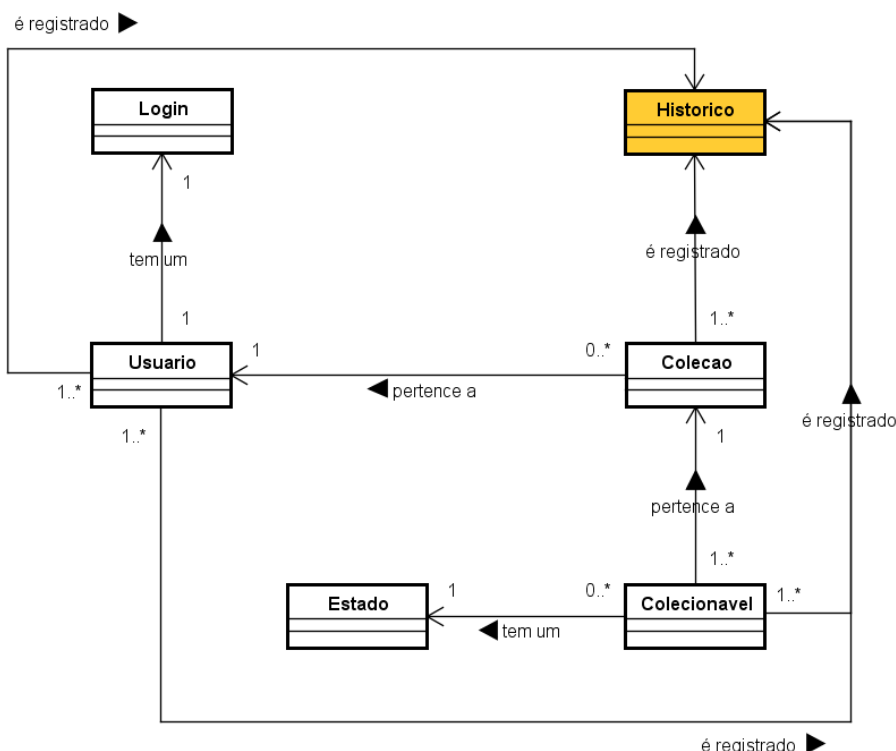 é registrado
Login
Historico
1
tem um
é registrado
1
1..*
Usuario
1
0..*
Colecao
1..*
pertence a
1..*
1
é registrado
pertence a
1..*
Estado
1
0..*
Colecionavel
1..*
tem um
é registrado